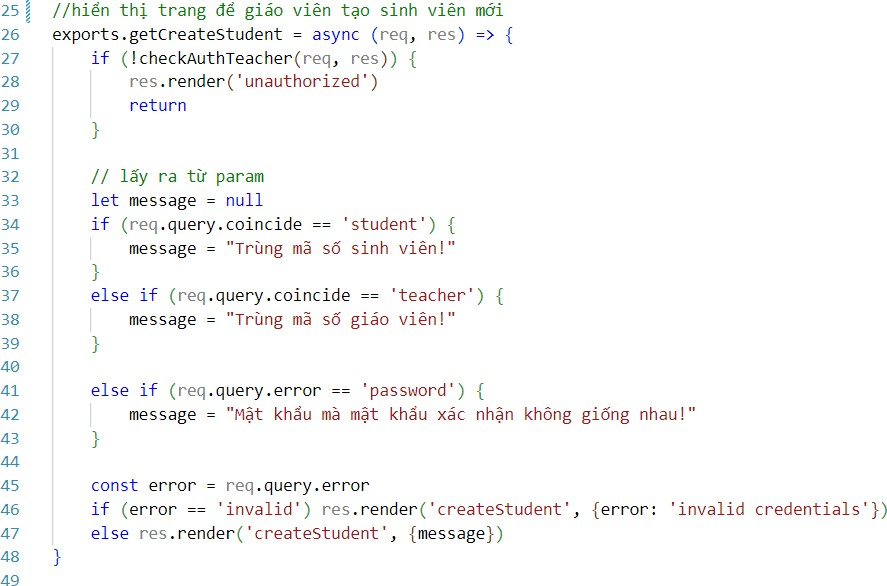 25 //hiển thị trang để giáo viên tạo sinh viên mới
26 exports.getCreateStudent = async (req, res) => {
27     if (!checkAuthTeacher(req, res)) {
28         res.render('unauthorized')
29         return
30     }
31
32     // lấy ra từ param
33     let message = null
34     if (req.query.coincide == 'student') {
35         message = "Trùng mã số sinh viên!"
36     }
37     else if (req.query.coincide == 'teacher') {
38         message = "Trùng mã số giáo viên!"
39     }
40
41     else if (req.query.error == 'password') {
42         message = "Mật khẩu mà mật khẩu xác nhận không giống nhau!"
43     }
44
45     const error = req.query.error
46     if (error == 'invalid') res.render('createStudent', {error: 'invalid credentials'})
47     else res.render('createStudent', {message})
48 }
49